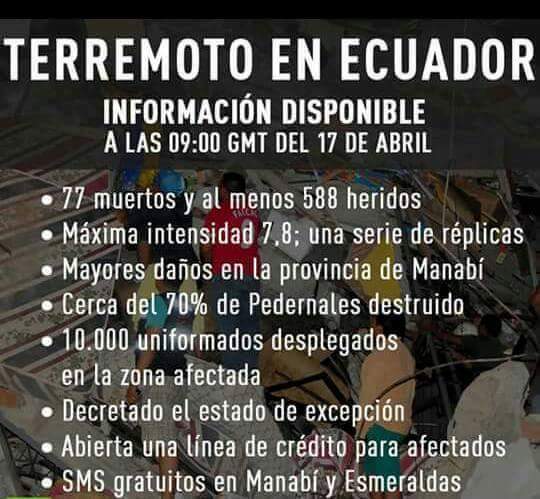 TERREMOTO EN ECUADOR
INFORMACIÓN DISPONIBLE
A LAS 09:00 GMT DEL 17 DE ABRIL
• 77 muertos y al menos 588 heridos
• Máxima intensidad 7,8; una serie de réplicas
• Mayores daños en la provincia de Manabí
• Cerca del 70% de Pedernales destruido
• 10.000 uniformados desplegados
en la zona afectada
• Decretado el estado de excepción
• Abierta una línea de crédito para afectados
• SMS gratuitos en Manabí y Esmeraldas